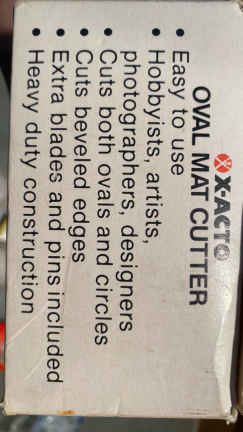 X-ACTO®
OVAL MAT CUTTER
• Easy to use
• Hobbyists, artists,
photographers, designers
• Cuts both ovals and circles
• Cuts beveled edges
• Extra blades and pins included
• Heavy duty construction